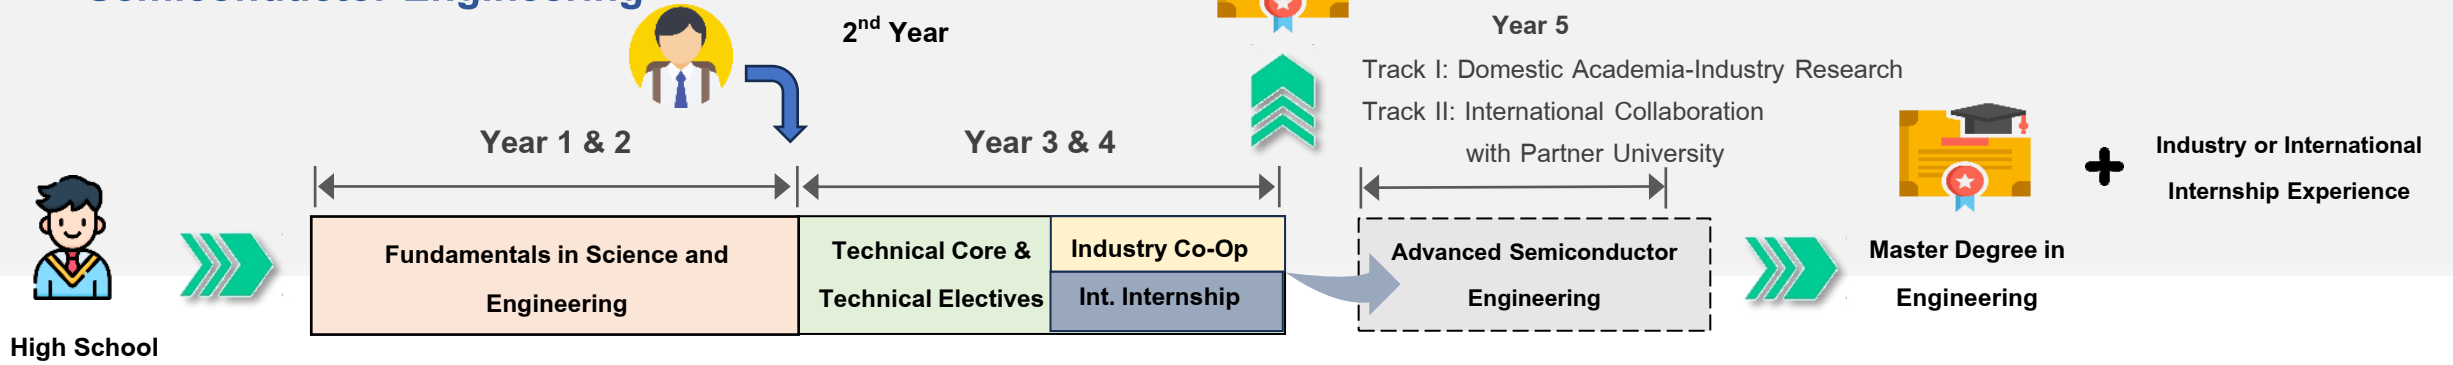 Semiconductor Engineering
2nd Year
Year 5
Track I: Domestic Academia-Industry Research
Track II: International Collaboration
with Partner University
Year 1 & 2
Year 3 & 4
Industry or International
Internship Experience
Fundamentals in Science and
Engineering
Technical Core &
Technical Electives
Industry Co-Op
Int. Internship
Advanced Semiconductor
Engineering
Master Degree in
Engineering
High School